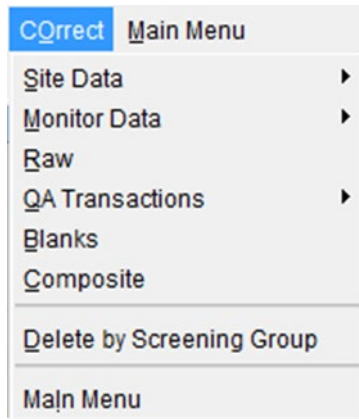 COrrect Main Menu
Site Data
Monitor Data
Raw
QA Transactions
Blanks
Composite
Delete by Screening Group
Main Menu